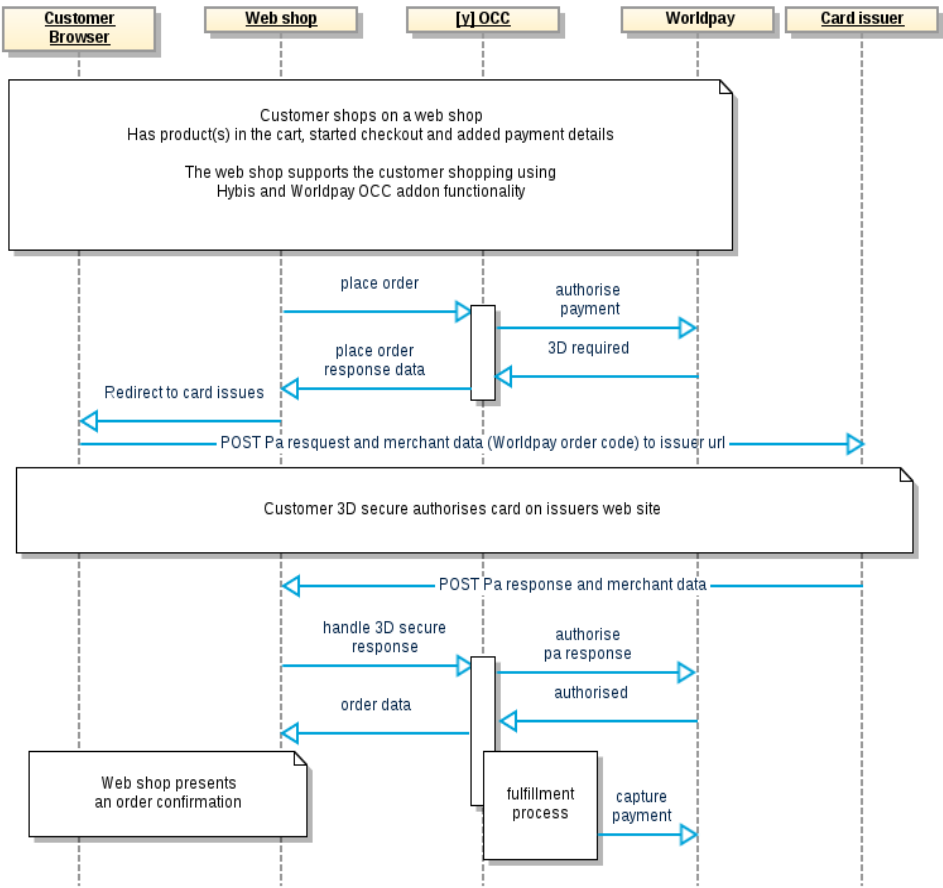 Customer
Browser
Web shop
[y] OCC
Worldpay
Card issuer
Customer shops on a web shop
Has product(s) in the cart, started checkout and added payment details
The web shop supports the customer shopping using
Hybis and Worldpay OCC addon functionality
place order
authorise
payment
3D required
place order
response data
Redirect to card issues
POST Pa resquest and merchant data (Worldpay order code) to issuer url
Customer 3D secure authorises card on issuers web site
POST Pa response and merchant data
handle 3D secure
response
authorise
pa response
authorised
order data
Web shop presents
an order confirmation
fulfillment
process
capture
payment